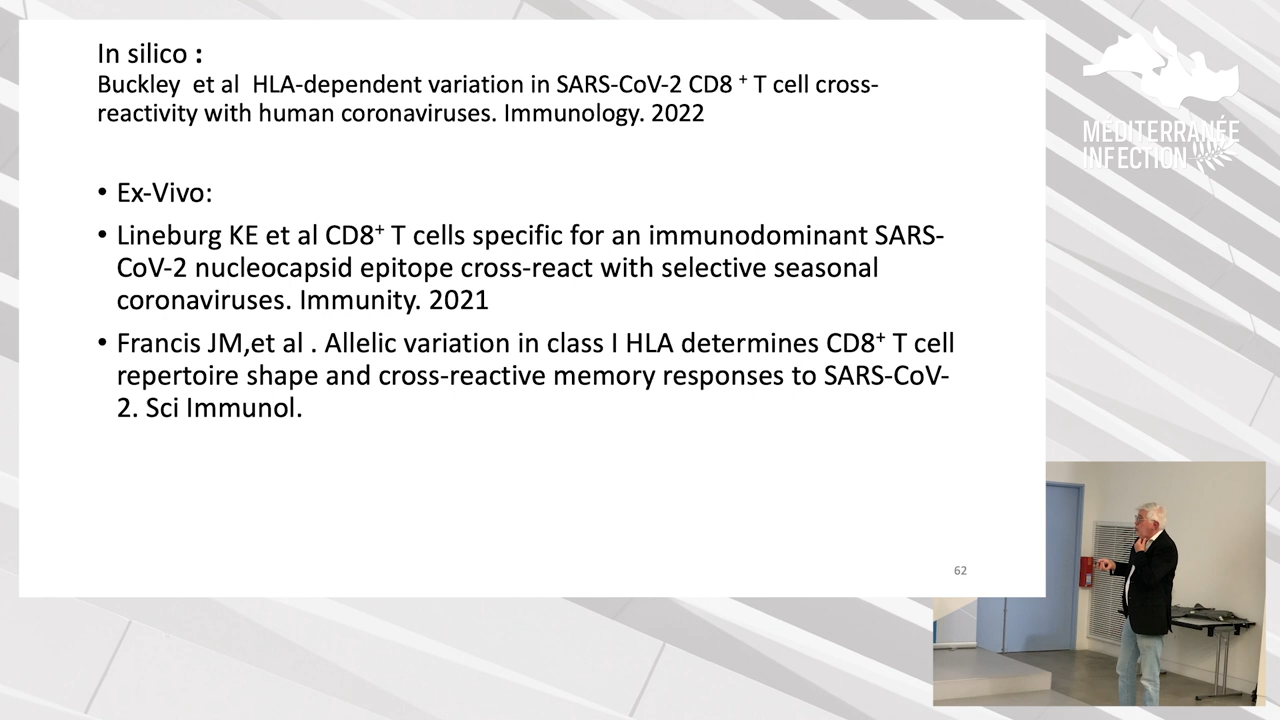 In silico :
Buckley et al HLA-dependent variation in SARS-CoV-2 CD8 + T cell cross-
reactivity with human coronaviruses. Immunology. 2022
• Ex-Vivo:
• Lineburg KE et al CD8+ T cells specific for an immunodominant SARS-
CoV-2 nucleocapsid epitope cross-react with selective seasonal
coronaviruses. Immunity. 2021
• Francis JM,et al . Allelic variation in class I HLA determines CD8+ T cell
repertoire shape and cross-reactive memory responses to SARS-CoV-
2. Sci Immunol.
62
MÉDITERRANÉE
INFECTION